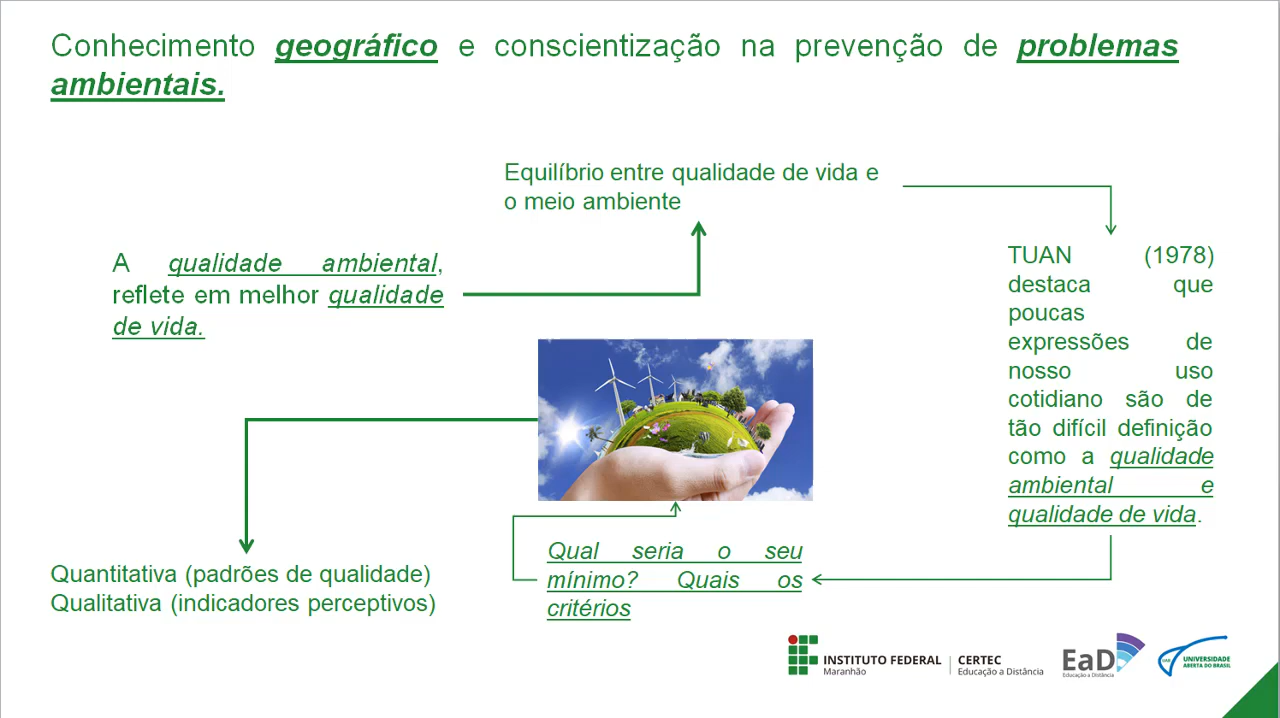 Conhecimento geográfico e conscientização na prevenção de problemas
ambientais.
A qualidade ambiental,
reflete em melhor qualidade
de vida.
Equilíbrio entre qualidade de vida e
o meio ambiente
TUAN (1978)
destaca que
poucas
expressões de
nosso uso
cotidiano são de
tão difícil definição
como a qualidade
ambiental e
qualidade de vida.
Qual seria o seu
mínimo? Quais os
critérios
Quantitativa (padrões de qualidade)
Qualitativa (indicadores perceptivos)
INSTITUTO FEDERAL
Maranhão
CERTEC
Educação a Distância
EaD
Educação a Distância
UAB
UNIVERSIDADE
ABERTA DO BRASIL